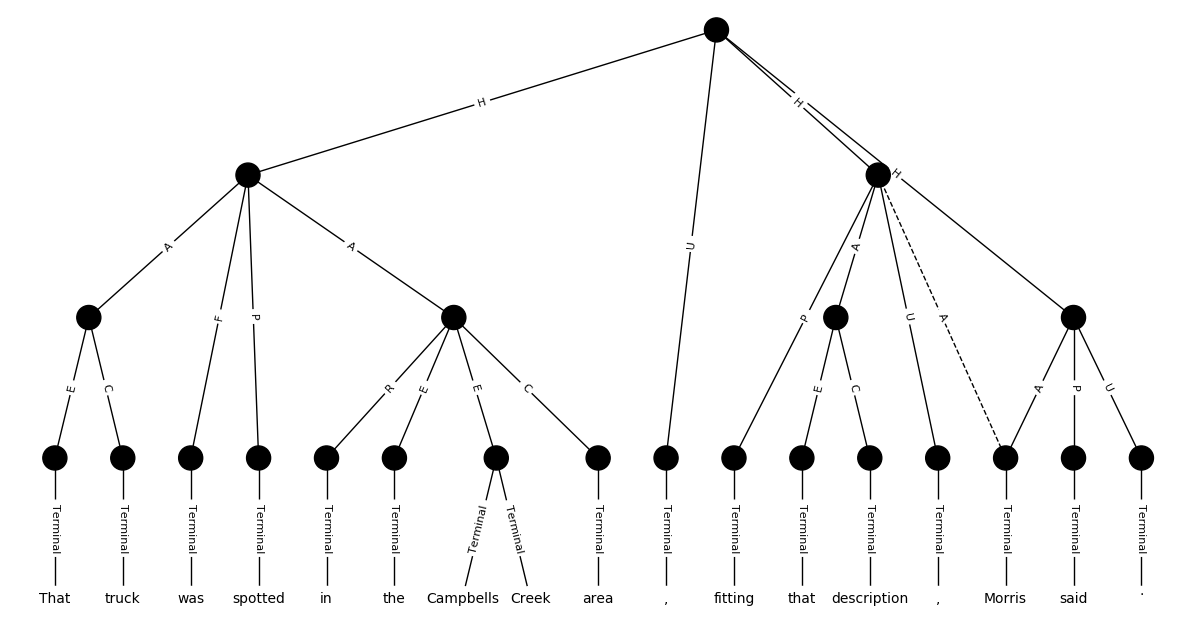 H
H
H
U
A
F
P
A
P
A
U
A
E
C
R
E
E
C
E
C
A
P
U
Terminal Terminal Terminal Terminal Terminal Terminal Terminal Terminal Terminal Terminal Terminal Terminal Terminal Terminal Terminal Terminal Terminal
That truck was spotted in the Campbells Creek area , fitting that description , Morris said .